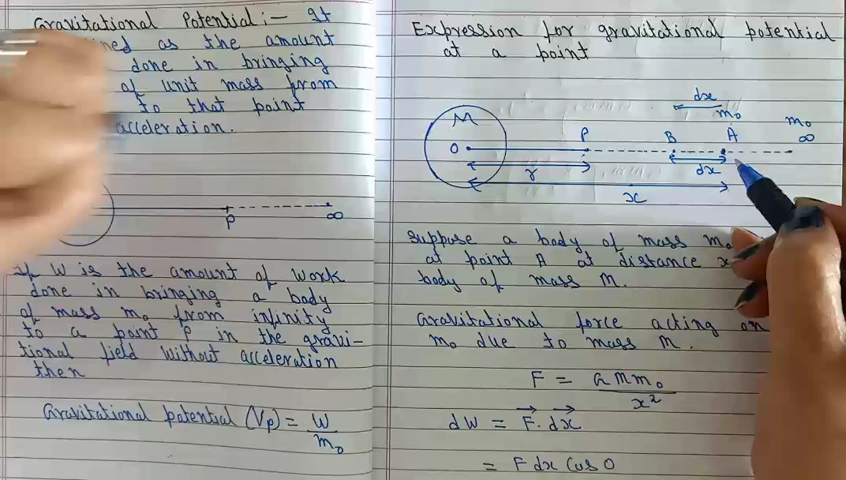 Gravitational Potential:- It
as the amount
done in bringing
of unit mass from
to that point
acceleration.
P
∞
If W is the amount of work
done in bringing a body
of mass m₀ from infinity
to a point P in the gravi-
tional field without acceleration
then
Gravitational potential (Vp) = W/m₀
Expression for gravitational potential
at a point
dx
M
m₀
m₀
O
P
B
A
∞
r
dx
x
Suppose a body of mass m₀
at point A at distance x
body of mass M.
Gravitational force acting on
m₀ due to mass M.
F = GMm₀/x²
dW = F⃗ · dx⃗
= F dx Cos 0